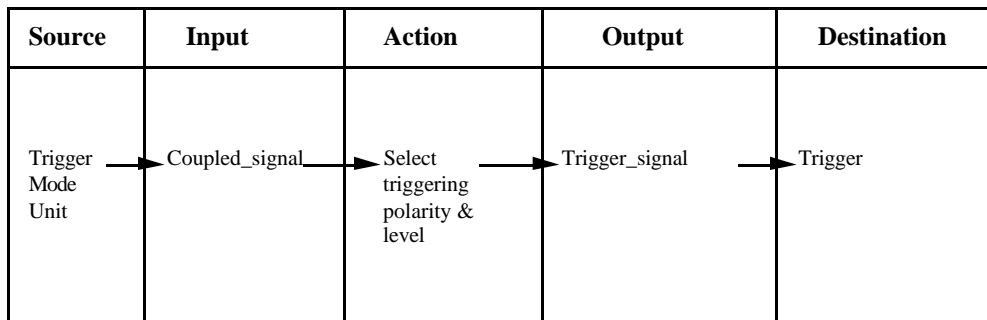 Source Input Action Output Destination
Trigger Coupled_signal Select Trigger_signal Trigger
Mode triggering
Unit polarity &
level